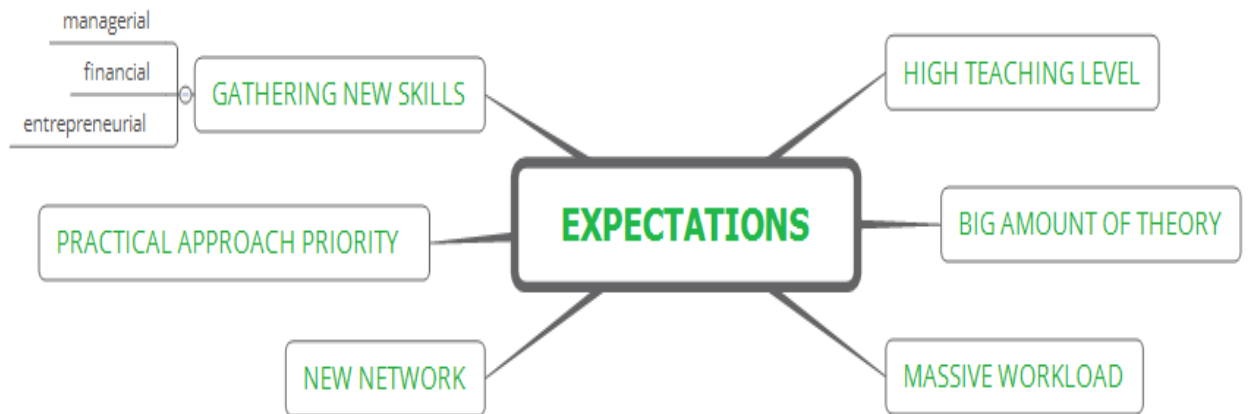 managerial
financial
entrepreneurial
GATHERING NEW SKILLS
HIGH TEACHING LEVEL
EXPECTATIONS
PRACTICAL APPROACH PRIORITY
BIG AMOUNT OF THEORY
NEW NETWORK
MASSIVE WORKLOAD